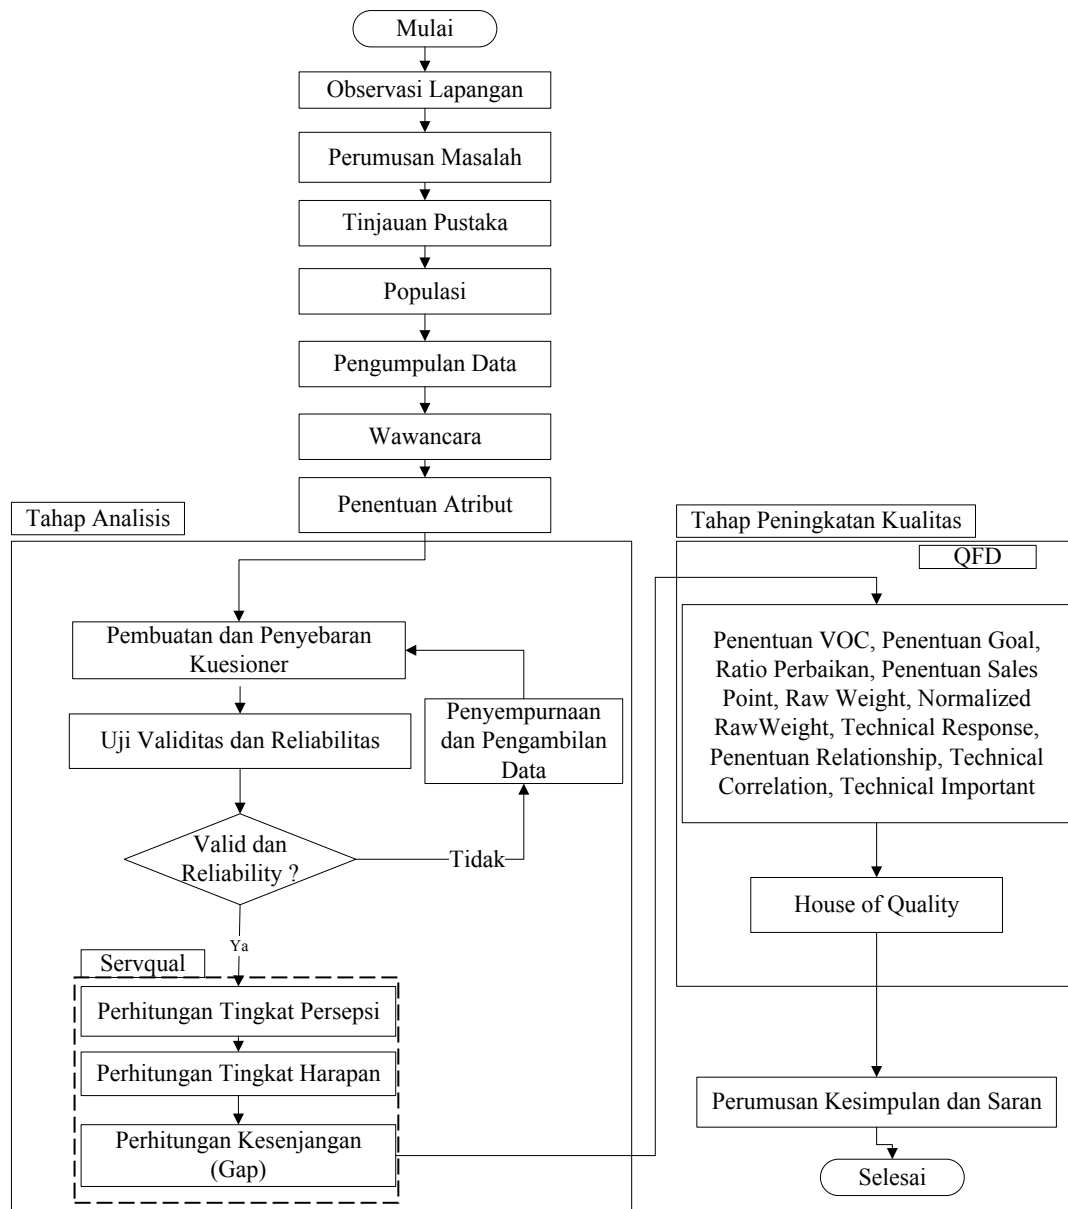 Mulai
Observasi Lapangan
Perumusan Masalah
Tinjauan Pustaka
Populasi
Pengumpulan Data
Wawancara
Penentuan Atribut
Tahap Analisis
Pembuatan dan Penyebaran
Kuesioner
Uji Validitas dan Reliabilitas
Penyempurnaan
dan Pengambilan
Data
Valid dan
Reliability ?
Tidak
Ya
Servqual
Perhitungan Tingkat Persepsi
Perhitungan Tingkat Harapan
Perhitungan Kesenjangan
(Gap)
Tahap Peningkatan Kualitas
QFD
Penentuan VOC, Penentuan Goal,
Ratio Perbaikan, Penentuan Sales
Point, Raw Weight, Normalized
RawWeight, Technical Response,
Penentuan Relationship, Technical
Correlation, Technical Important
House of Quality
Perumusan Kesimpulan dan Saran
Selesai